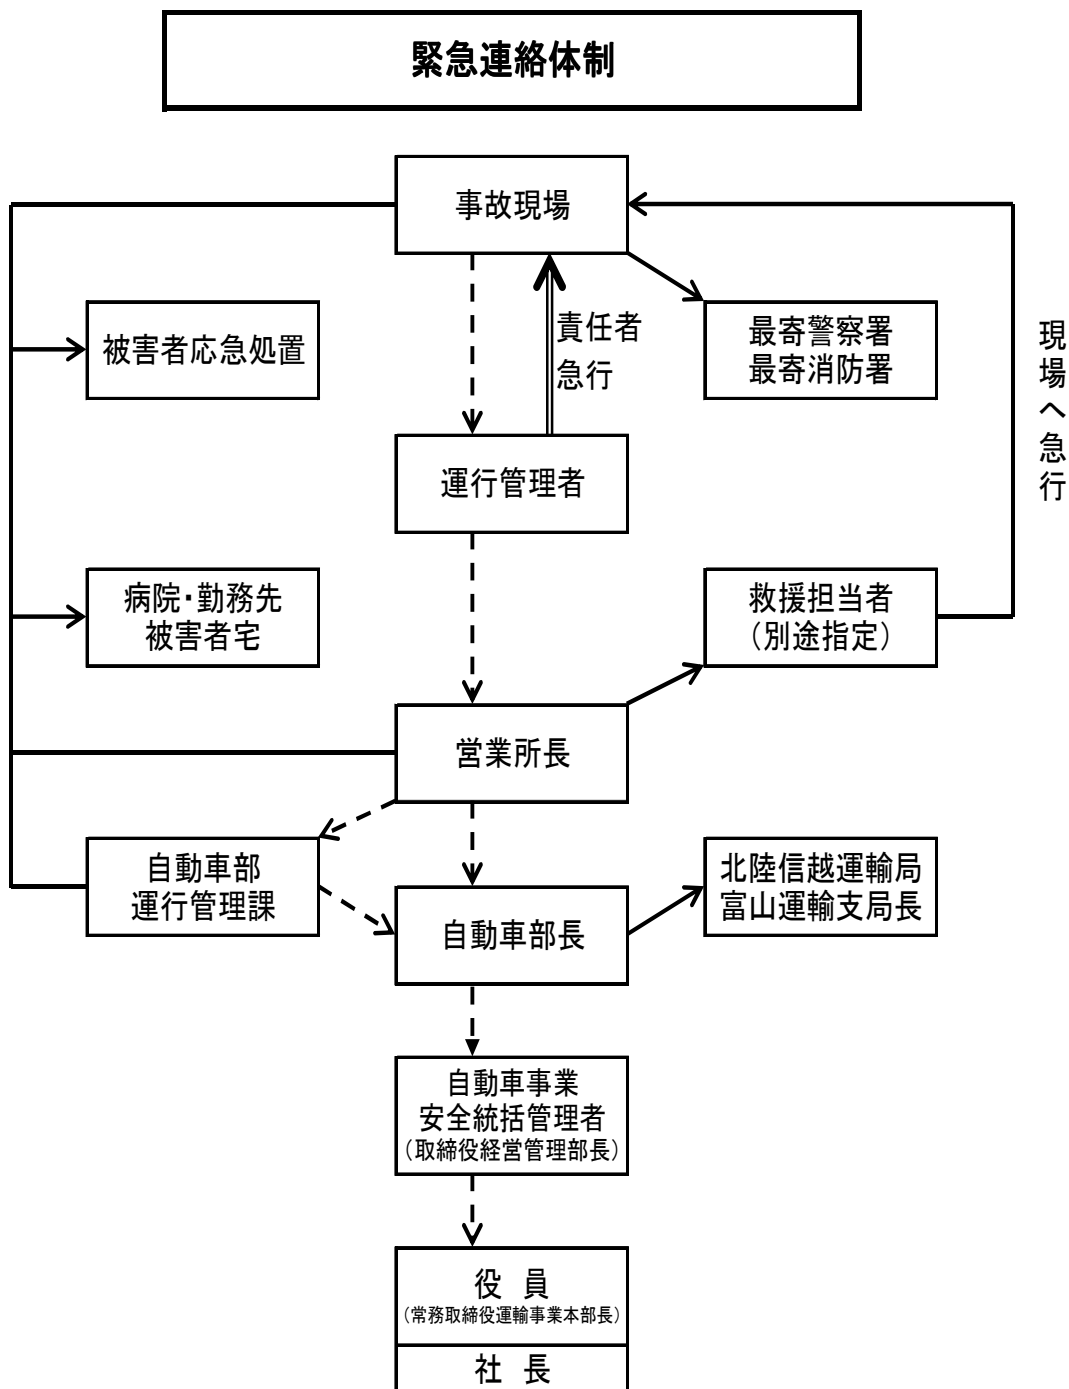 緊急連絡体制
事故現場
被害者応急処置
責任者
急行
最寄警察署
最寄消防署
現場へ急行
運行管理者
病院・勤務先
被害者宅
救援担当者
（別途指定）
営業所長
自動車部
運行管理課
自動車部長
北陸信越運輸局
富山運輸支局長
自動車事業
安全統括管理者
（取締役経営管理部長）
役 員
（常務取締役運輸事業本部長）
社 長